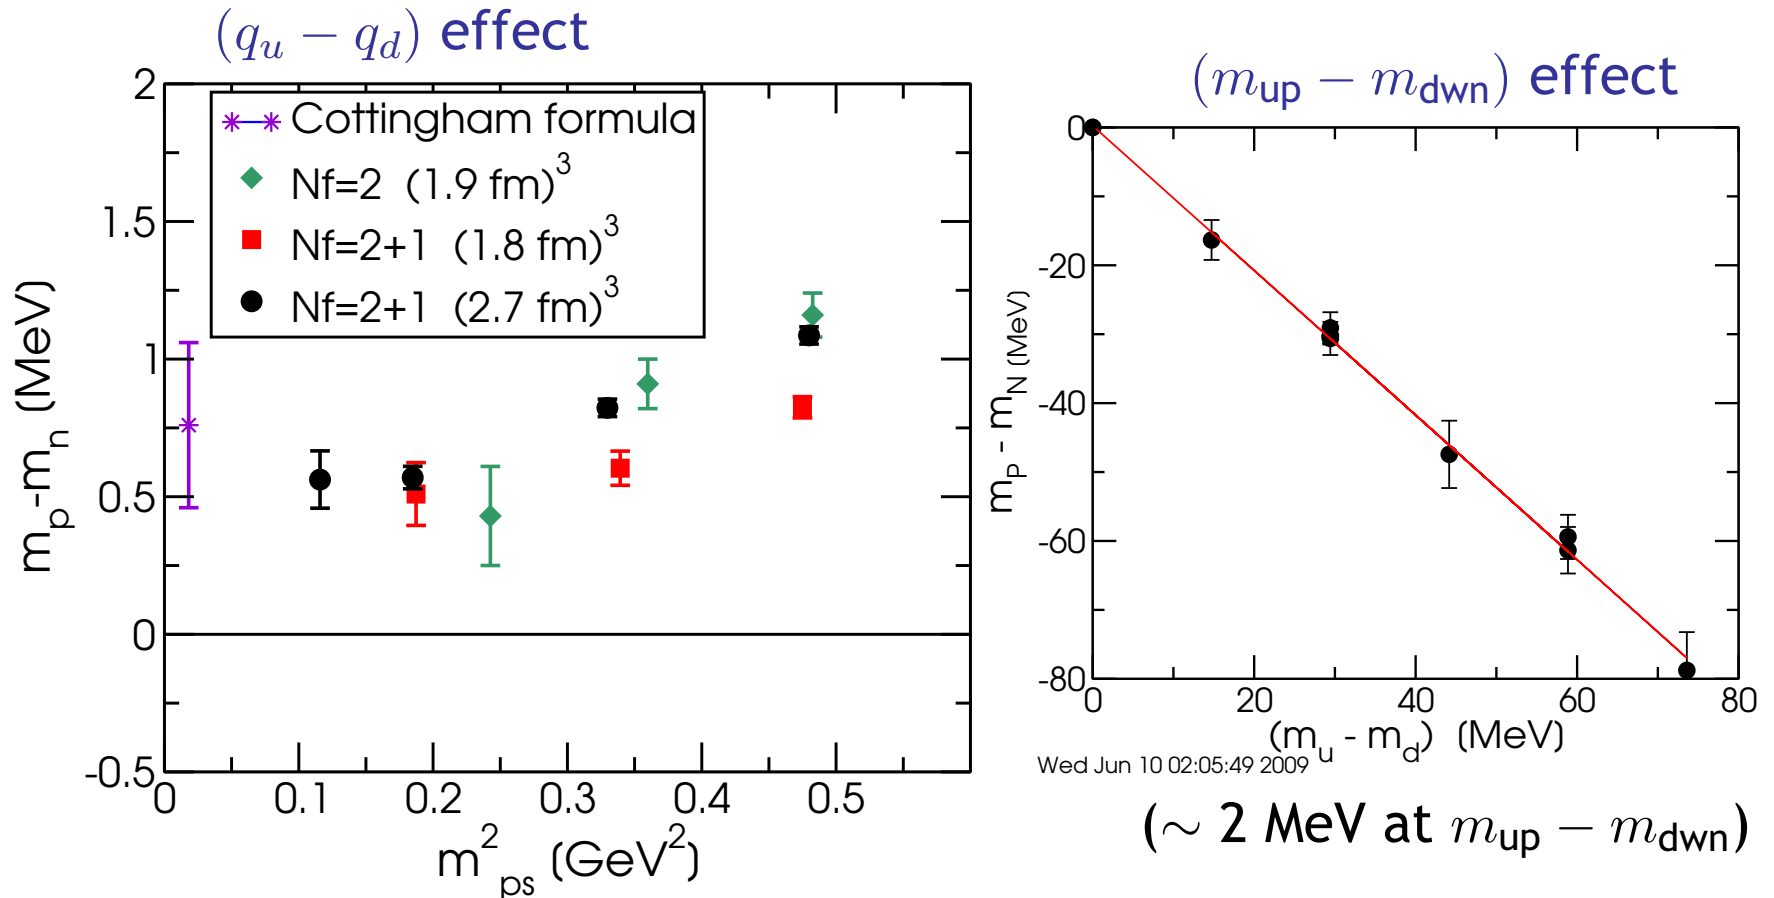 (q_u − q_d) effect
2
1.5
1
0.5
0
-0.5
Cottingham formula
Nf=2 (1.9 fm)^3
Nf=2+1 (1.8 fm)^3
Nf=2+1 (2.7 fm)^3
m_p-m_n (MeV)
0 0.1 0.2 0.3 0.4 0.5
m^2_ps (GeV^2)
(m_up − m_dwn) effect
0
-20
-40
-60
-80
m_P - m_N (MeV)
0 20 40 60 80
(m_u - m_d) (MeV)
Wed Jun 10 02:05:49 2009
(∼ 2 MeV at m_up − m_dwn)